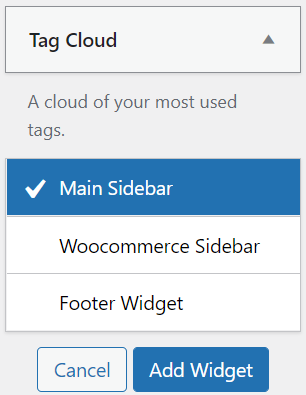 Tag Cloud
A cloud of your most used
tags.
Main Sidebar
Woocommerce Sidebar
Footer Widget
Cancel Add Widget